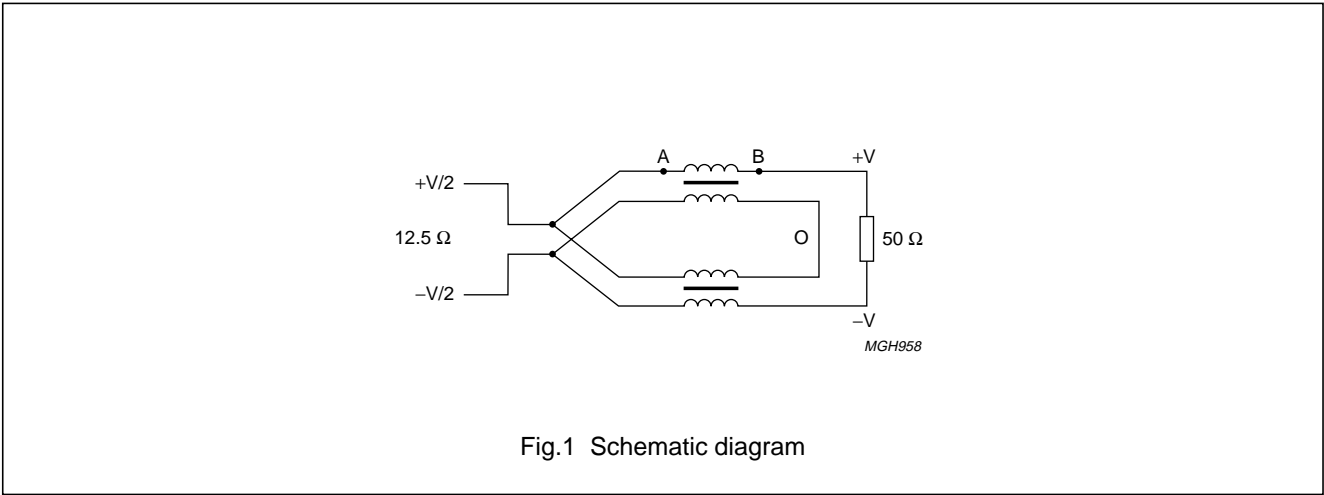 A B +V
+V/2
12.5 Ω O 50 Ω
−V/2
−V
MGH958
Fig.1 Schematic diagram